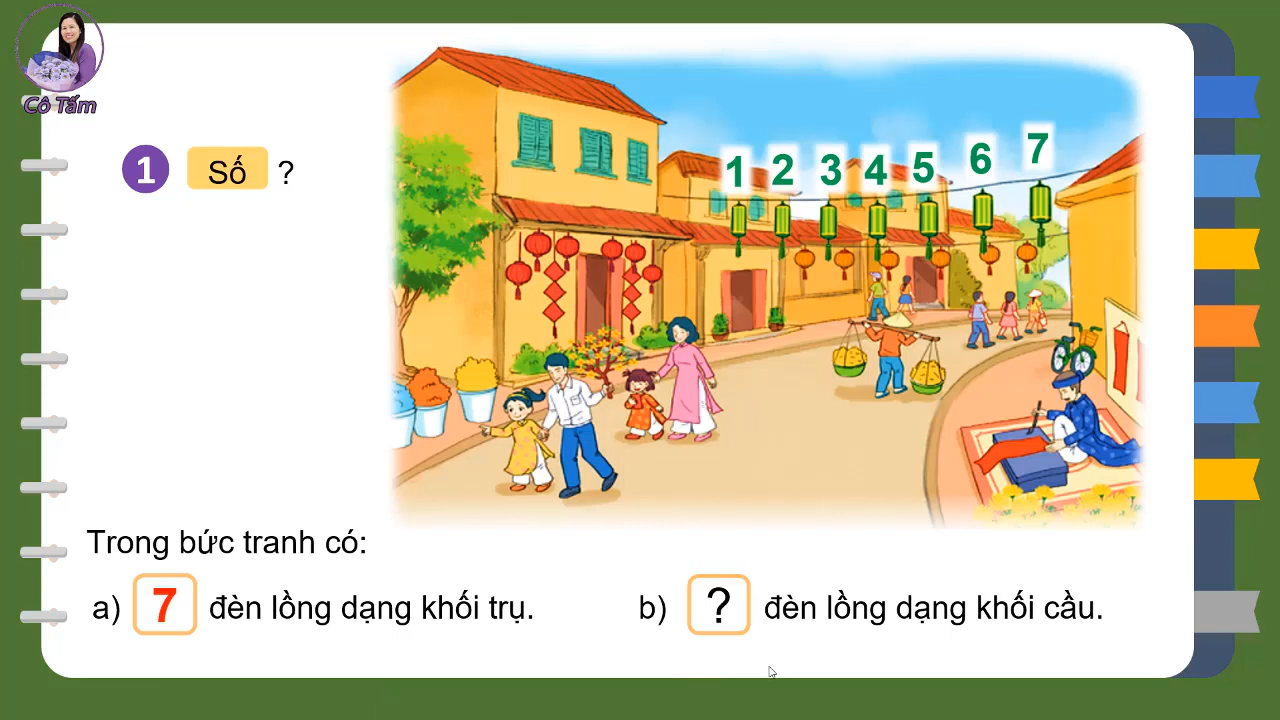 Cô Tấm
1 Số ?
1 2 3 4 5 6 7
Trong bức tranh có:
a) 7 đèn lồng dạng khối trụ.
b) ? đèn lồng dạng khối cầu.